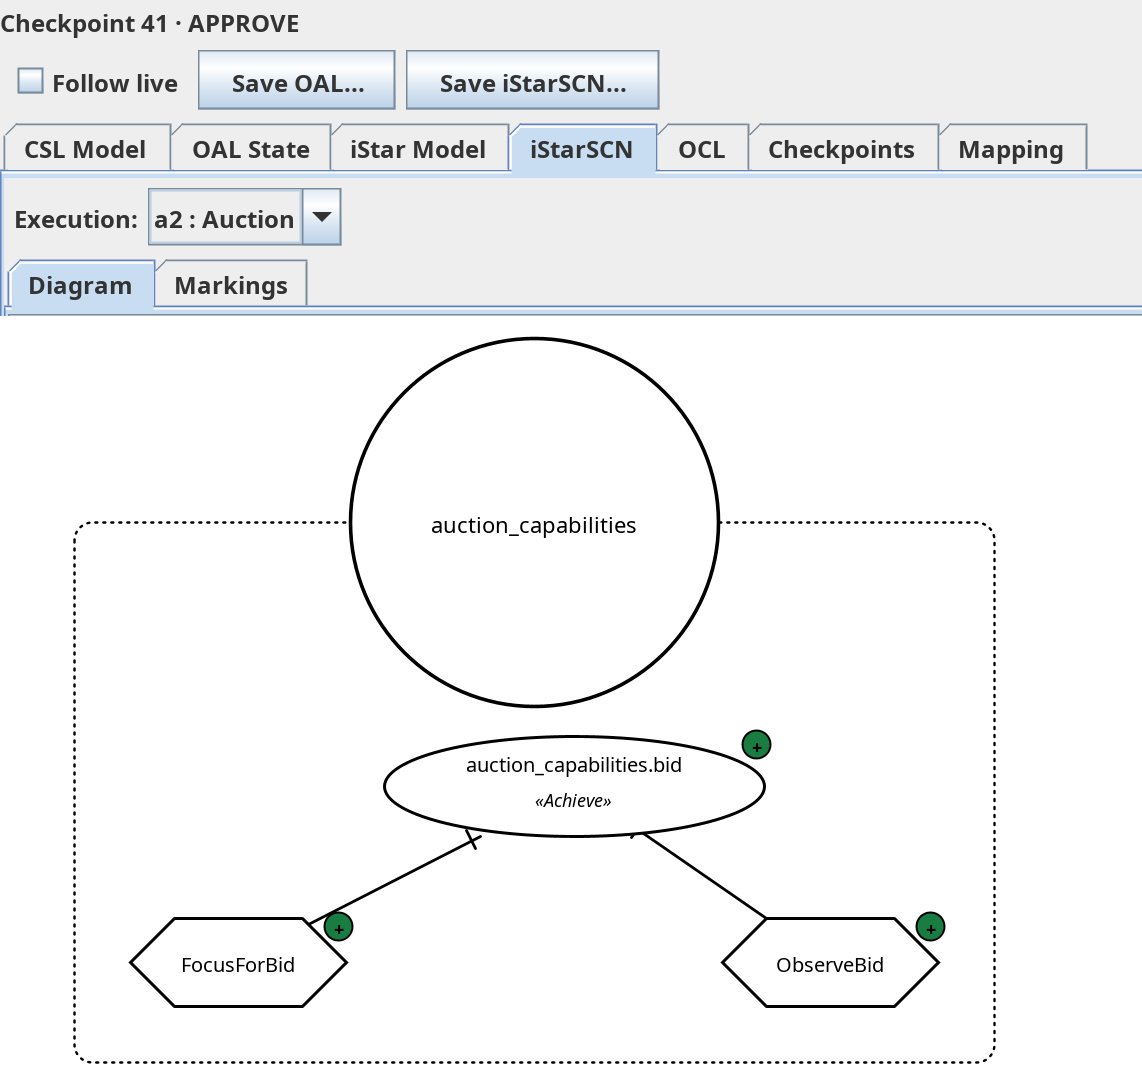 Checkpoint 41 · APPROVE
Follow live
Save OAL...
Save iStarSCN...
CSL Model
OAL State
iStar Model
iStarSCN
OCL
Checkpoints
Mapping
Execution:
a2 : Auction
Diagram
Markings
auction_capabilities
+
auction_capabilities.bid
«Achieve»
+
+
FocusForBid
ObserveBid